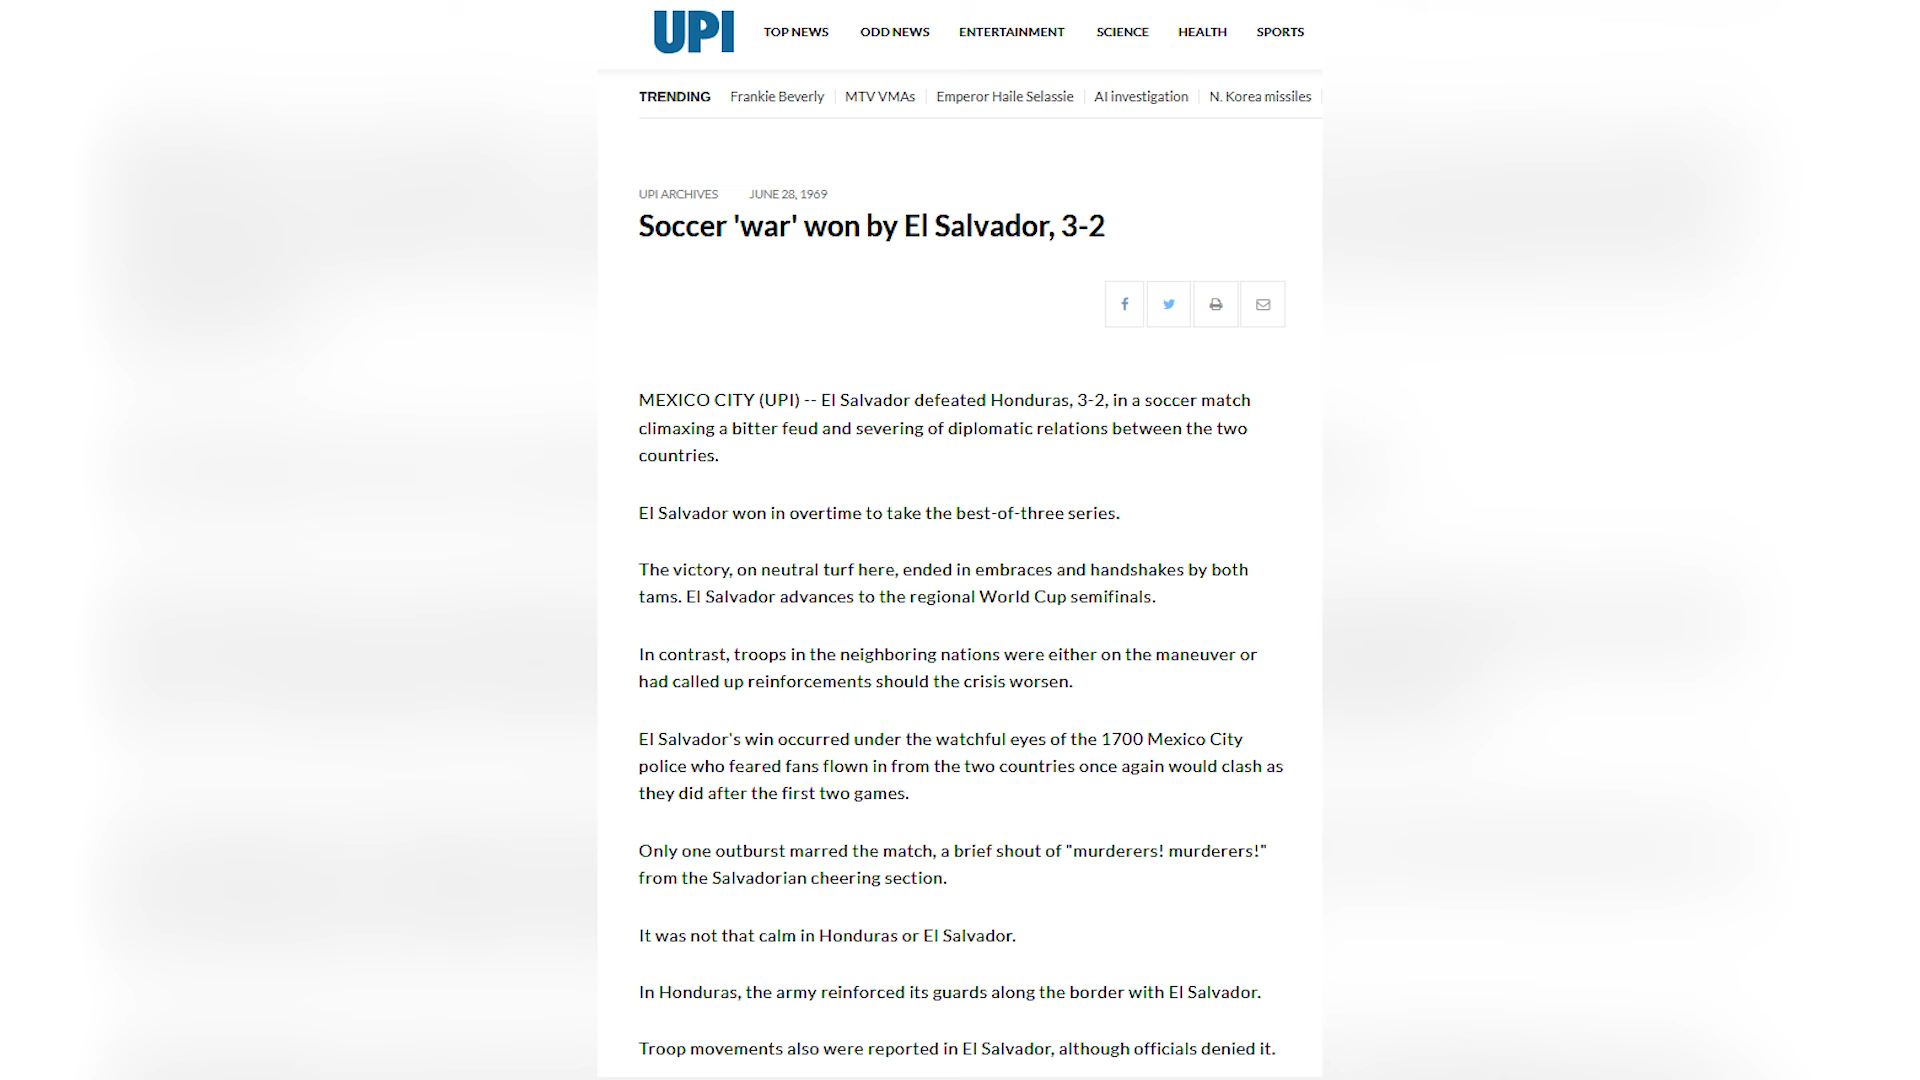 UPI TOP NEWS ODD NEWS ENTERTAINMENT SCIENCE HEALTH SPORTS
TRENDING Frankie Beverly MTV VMAs Emperor Haile Selassie AI investigation N. Korea missiles
UPI ARCHIVES JUNE 28, 1969
Soccer 'war' won by El Salvador, 3-2
MEXICO CITY (UPI) -- El Salvador defeated Honduras, 3-2, in a soccer match
climaxing a bitter feud and severing of diplomatic relations between the two
countries.
El Salvador won in overtime to take the best-of-three series.
The victory, on neutral turf here, ended in embraces and handshakes by both
tams. El Salvador advances to the regional World Cup semifinals.
In contrast, troops in the neighboring nations were either on the maneuver or
had called up reinforcements should the crisis worsen.
El Salvador's win occurred under the watchful eyes of the 1700 Mexico City
police who feared fans flown in from the two countries once again would clash as
they did after the first two games.
Only one outburst marred the match, a brief shout of "murderers! murderers!"
from the Salvadorian cheering section.
It was not that calm in Honduras or El Salvador.
In Honduras, the army reinforced its guards along the border with El Salvador.
Troop movements also were reported in El Salvador, although officials denied it.